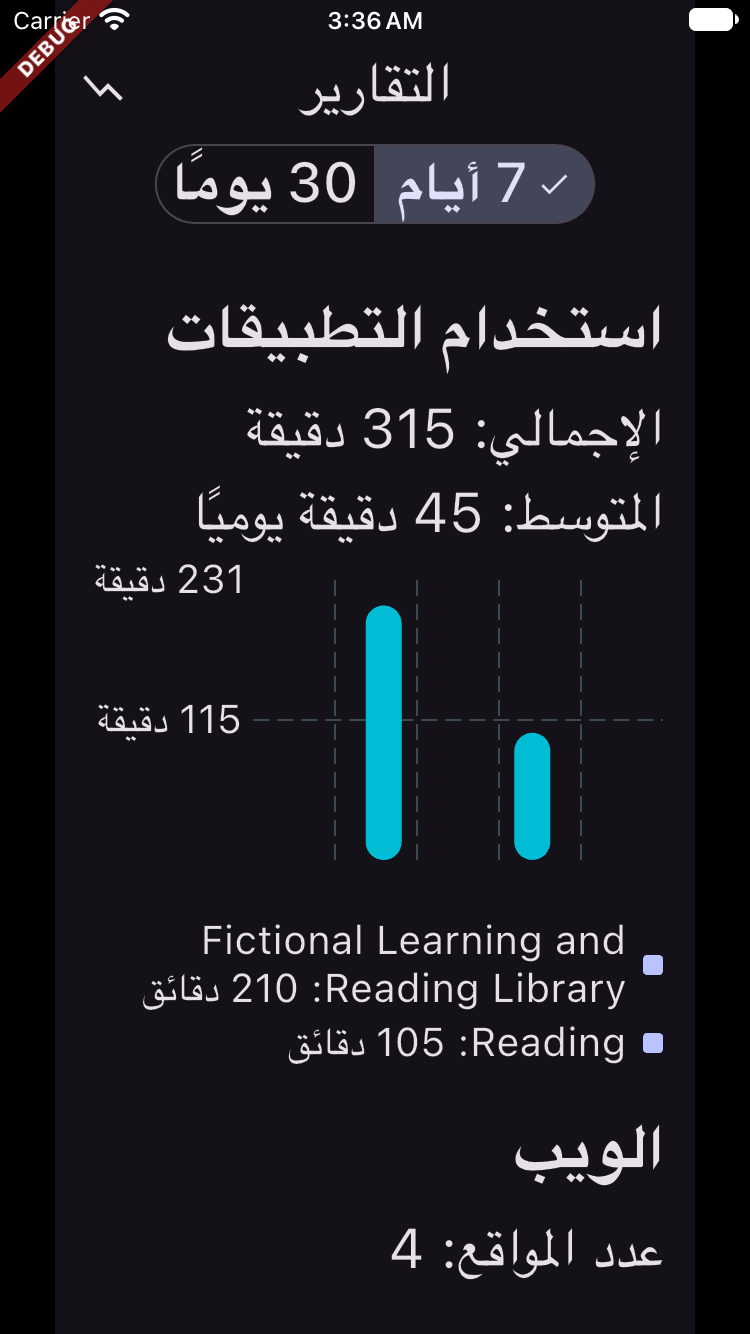 Carrier
3:36 AM
DEBUG
التقارير
7 أيام
30 يومًا
استخدام التطبيقات
الإجمالي: 315 دقيقة
المتوسط: 45 دقيقة يوميًا
231 دقيقة
115 دقيقة
Fictional Learning and
Reading Library: 210 دقائق
Reading: 105 دقائق
الويب
عدد المواقع: 4